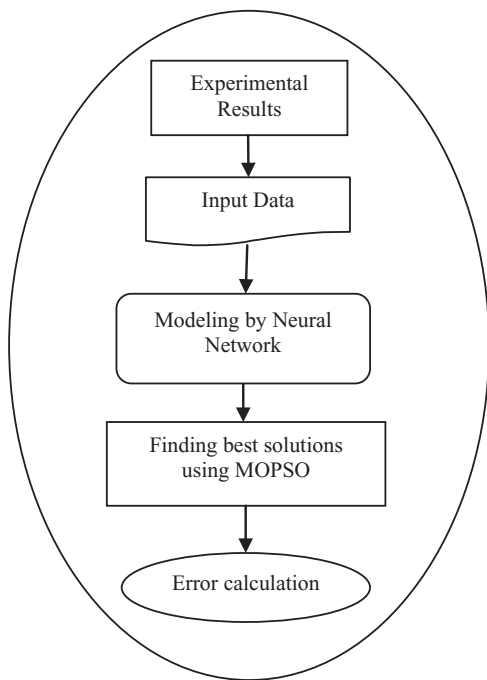 Experimental
Results
Input Data
Modeling by Neural
Network
Finding best solutions
using MOPSO
Error calculation